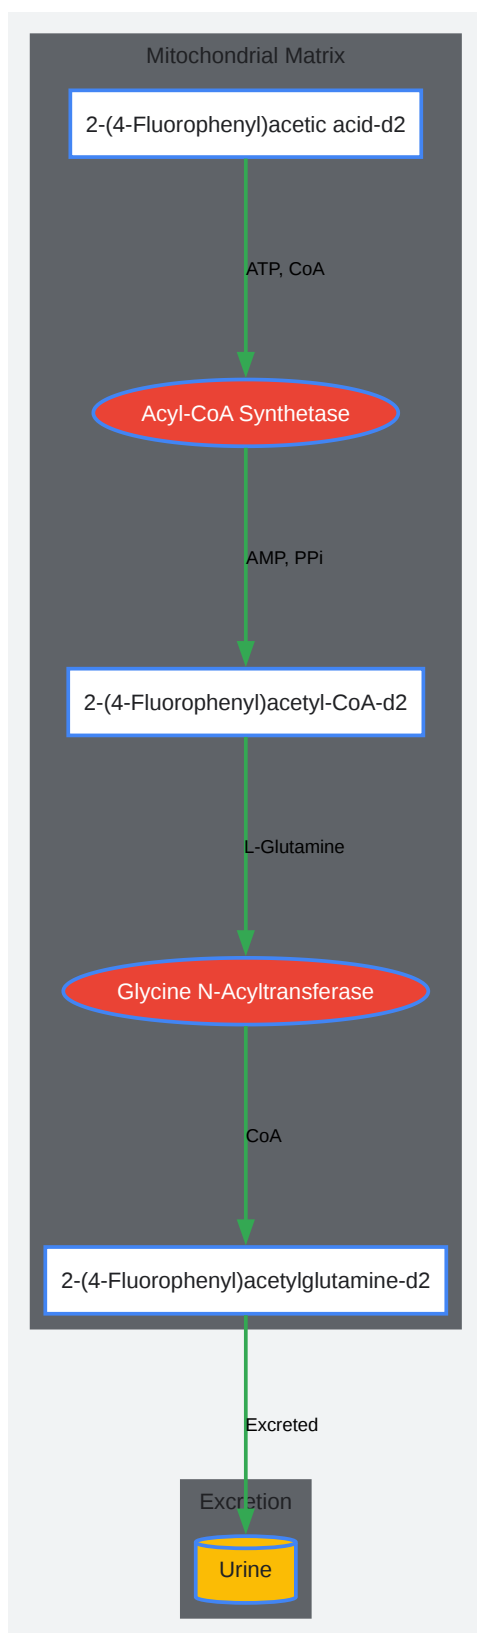 Mitochondrial Matrix
2-(4-Fluorophenyl)acetic acid-d2
ATP, CoA
Acyl-CoA Synthetase
AMP, PPi
2-(4-Fluorophenyl)acetyl-CoA-d2
L-Glutamine
Glycine N-Acyltransferase
CoA
2-(4-Fluorophenyl)acetylglutamine-d2
Excreted
Excretion
Urine